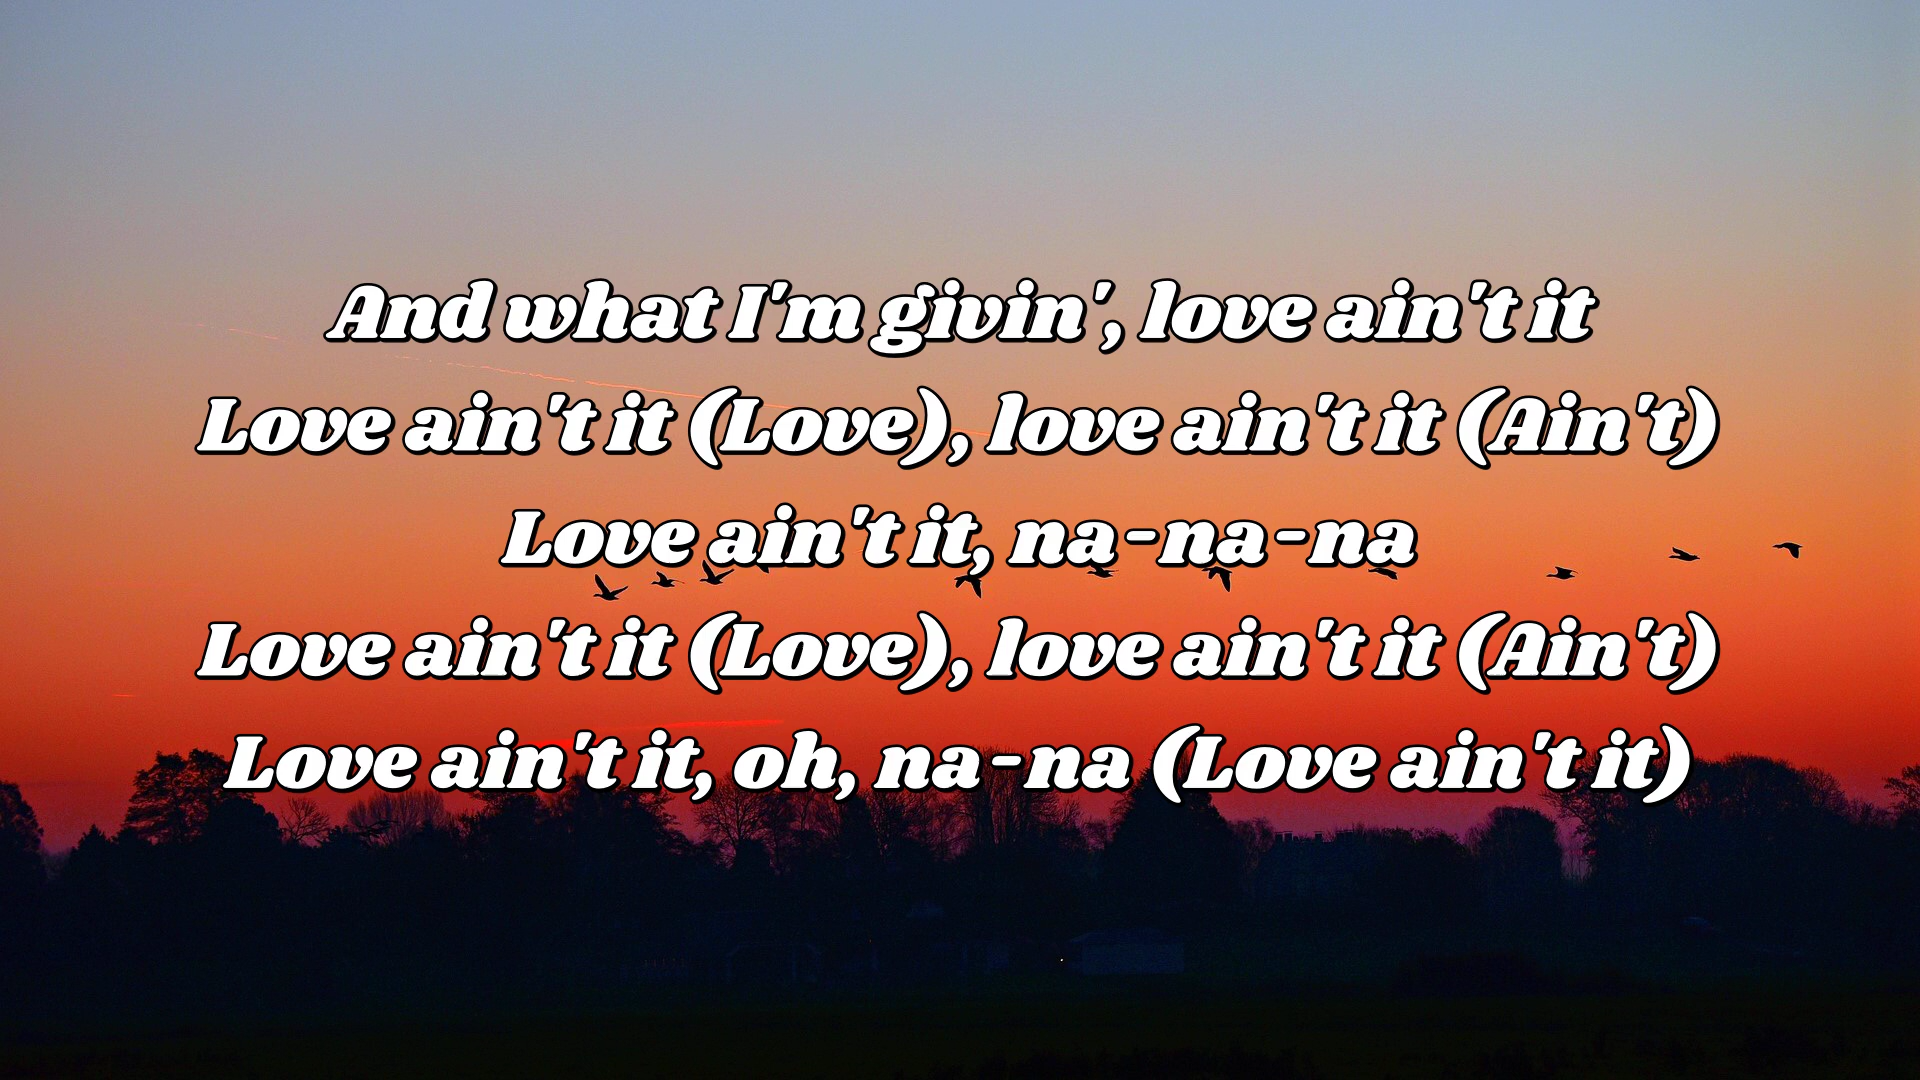 And what I'm givin', love ain't it
Love ain't it (Love), love ain't it (Ain't)
Love ain't it, na-na-na
Love ain't it (Love), love ain't it (Ain't)
Love ain't it, oh, na-na (Love ain't it)